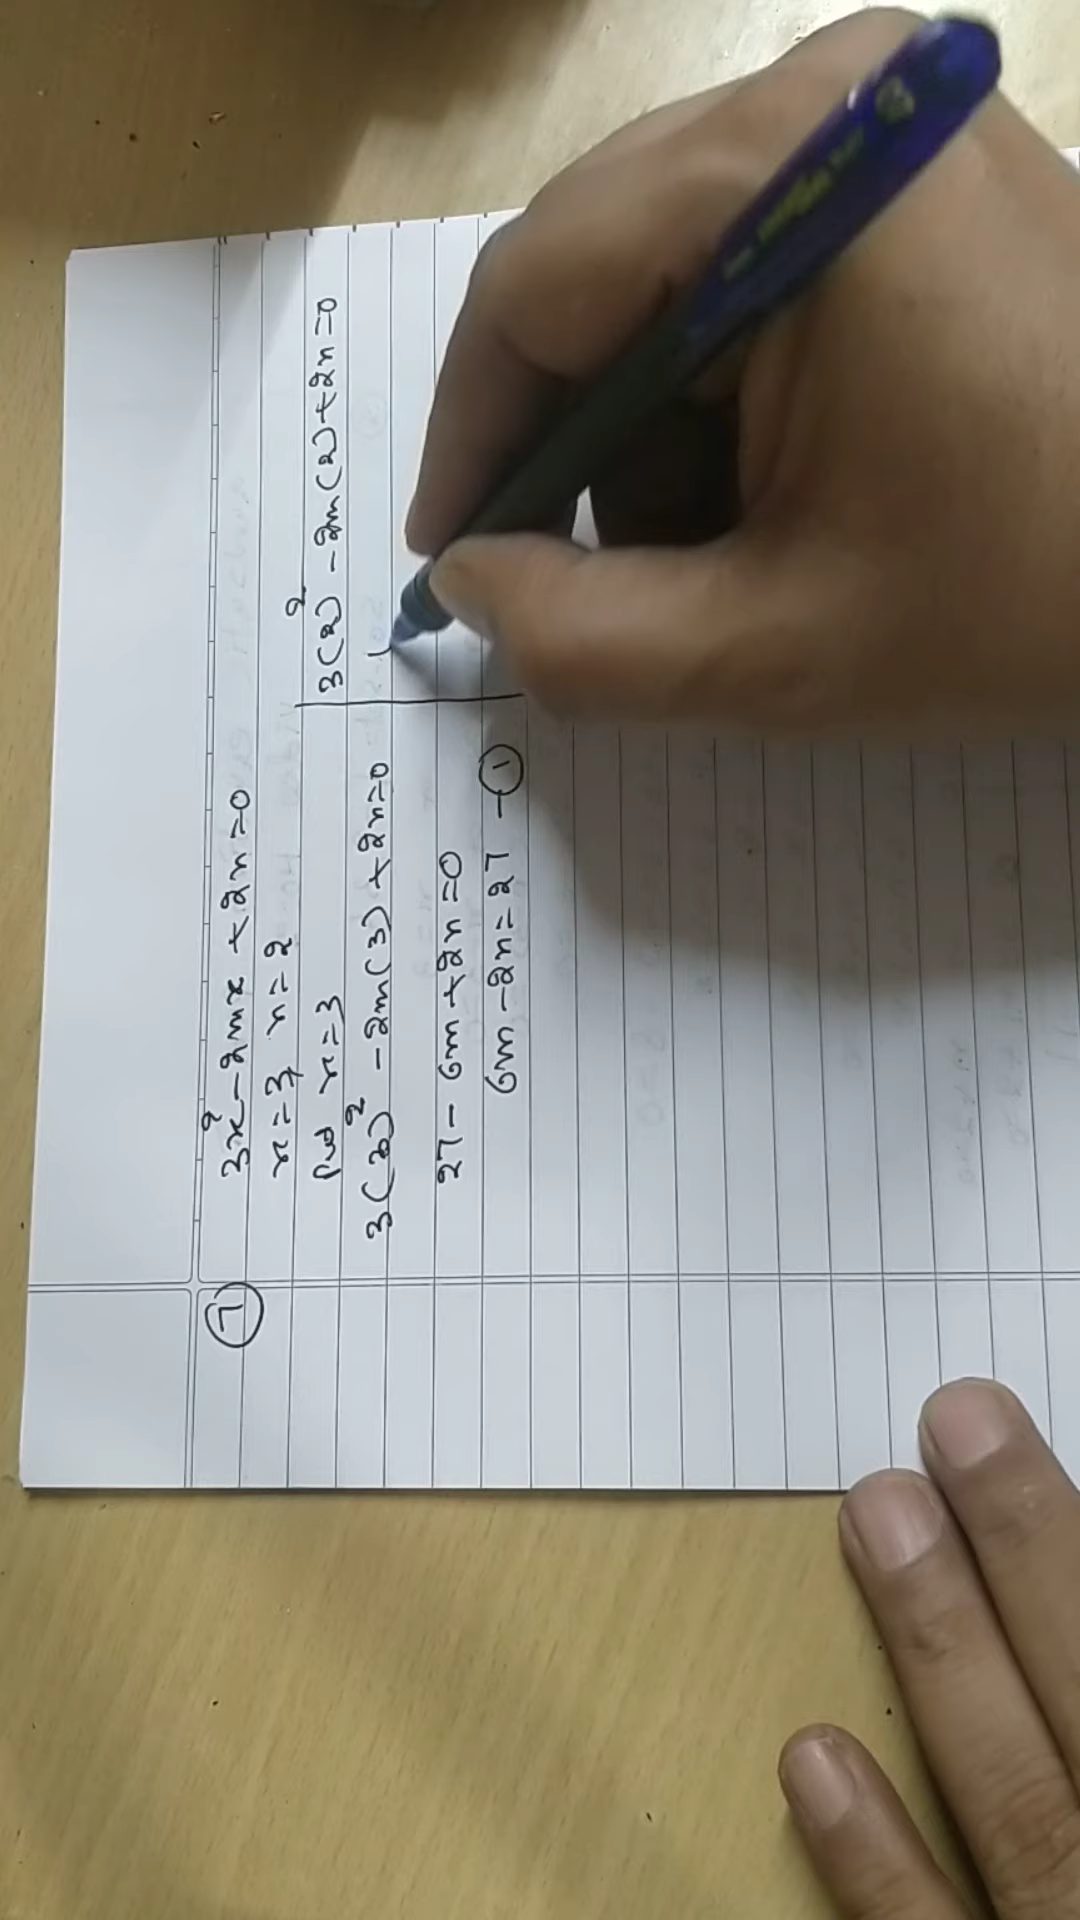 ⑦ 3x² - 2mx + 2n = 0
x = 3, x = 2
Put x = 3
3(3)² - 2m(3) + 2n = 0
27 - 6m + 2n = 0
6m - 2n = 27 - ①
3(2)² - 2m(2) + 2n = 0